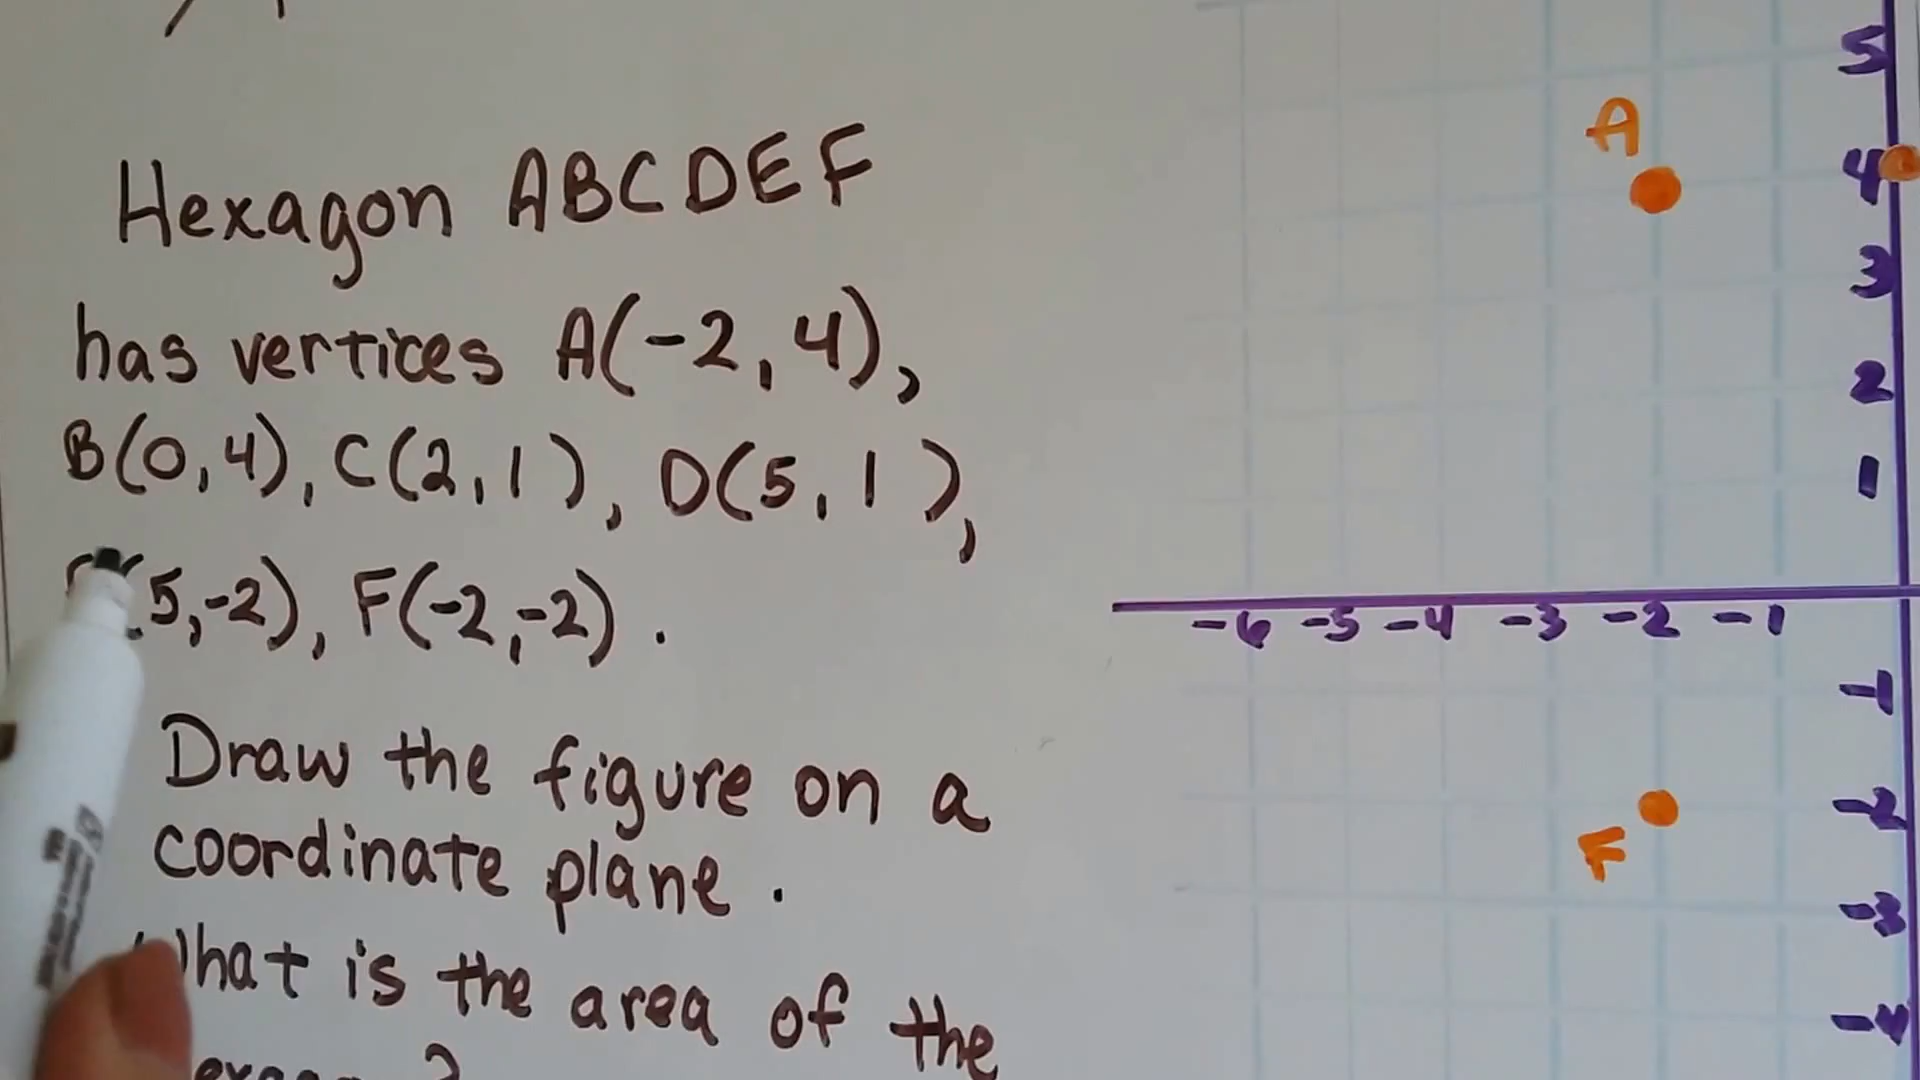 Hexagon ABCDEF
has vertices A(-2,4),
B(0,4), C(2,1), D(5,1),
(5,-2), F(-2,-2).
Draw the figure on a
coordinate plane.
What is the area of the
?
A
F
5
4
3
2
1
-6 -5 -4 -3 -2 -1
-1
-2
-3
-4